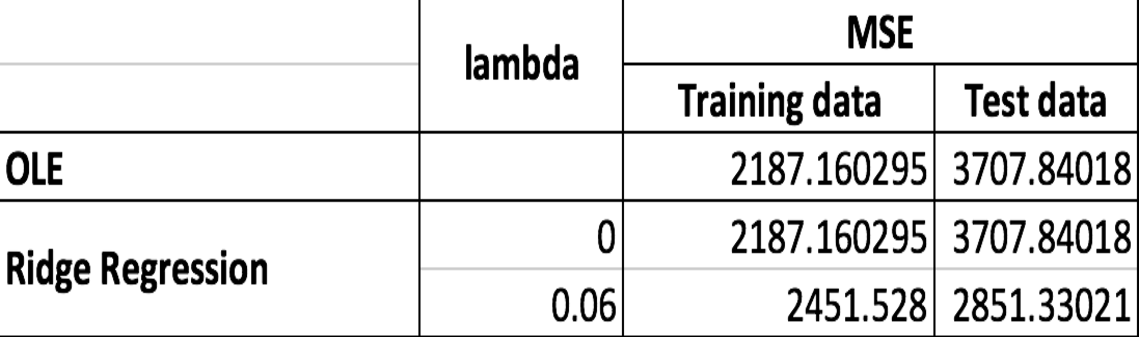 lambda MSE
Training data Test data
OLE 2187.160295 3707.84018
Ridge Regression 0 2187.160295 3707.84018
0.06 2451.528 2851.33021